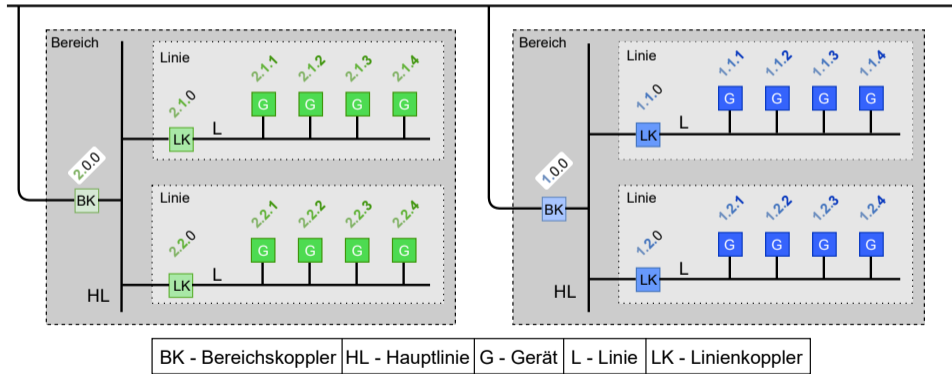 Bereich
Linie
2.1.1 2.1.2 2.1.3 2.1.4
2.1.0
G G G G
LK
L
2.0.0
BK
Linie
2.2.1 2.2.2 2.2.3 2.2.4
2.2.0
G G G G
LK
L
HL
Bereich
Linie
1.1.1 1.1.2 1.1.3 1.1.4
1.1.0
G G G G
LK
L
1.0.0
BK
Linie
1.2.1 1.2.2 1.2.3 1.2.4
1.2.0
G G G G
LK
L
HL
BK - Bereichskoppler HL - Hauptlinie G - Gerät L - Linie LK - Linienkoppler